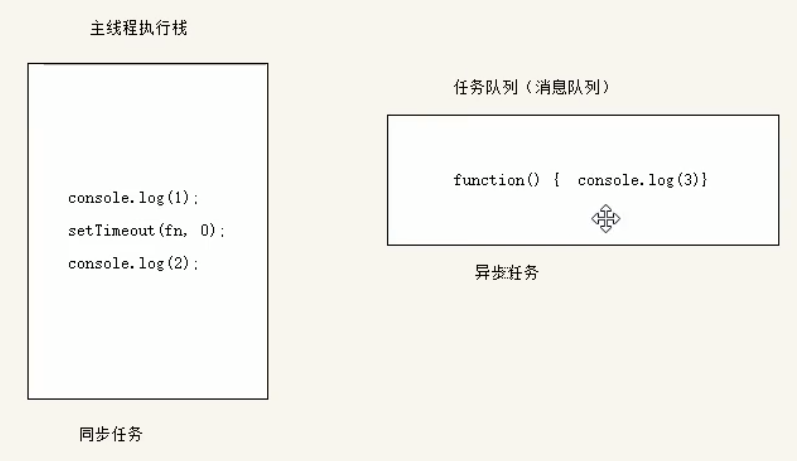 主线程执行栈
任务队列（消息队列）
console.log(1);
setTimeout(fn, 0);
console.log(2);
function() {  console.log(3)}
异步任务
同步任务